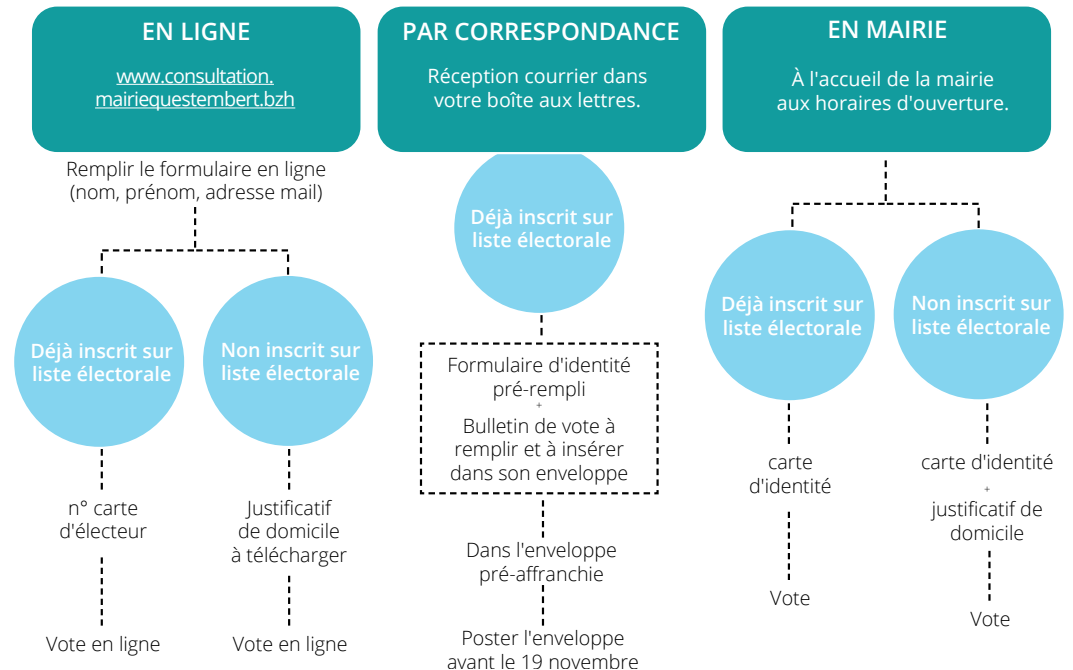 EN LIGNE
www.consultation.
mairiequestembert.bzh
Remplir le formulaire en ligne
(nom, prénom, adresse mail)
Déjà inscrit sur
liste électorale
n° carte
d'électeur
Vote en ligne
Non inscrit sur
liste électorale
Justificatif
de domicile
à télécharger
Vote en ligne
PAR CORRESPONDANCE
Réception courrier dans
votre boîte aux lettres.
Déjà inscrit sur
liste électorale
Formulaire d'identité
pré-rempli
+
Bulletin de vote à
remplir et à insérer
dans son enveloppe
Dans l'enveloppe
pré-affranchie
Poster l'enveloppe
avant le 19 novembre
EN MAIRIE
À l'accueil de la mairie
aux horaires d'ouverture.
Déjà inscrit sur
liste électorale
carte
d'identité
Vote
Non inscrit sur
liste électorale
carte d'identité
+
justificatif de
domicile
Vote